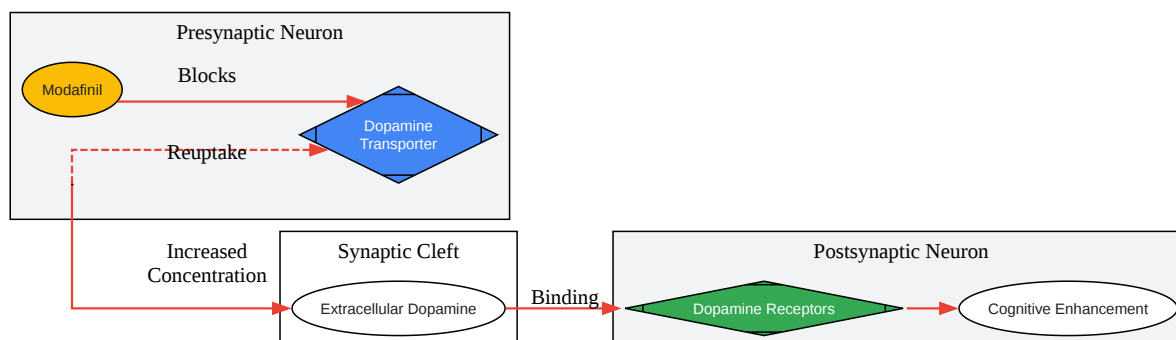 Presynaptic Neuron
Blocks
Modafinil
Dopamine
Transporter
Reuptake
Increased
Concentration
Synaptic Cleft
Extracellular Dopamine
Binding
Postsynaptic Neuron
Dopamine Receptors
Cognitive Enhancement